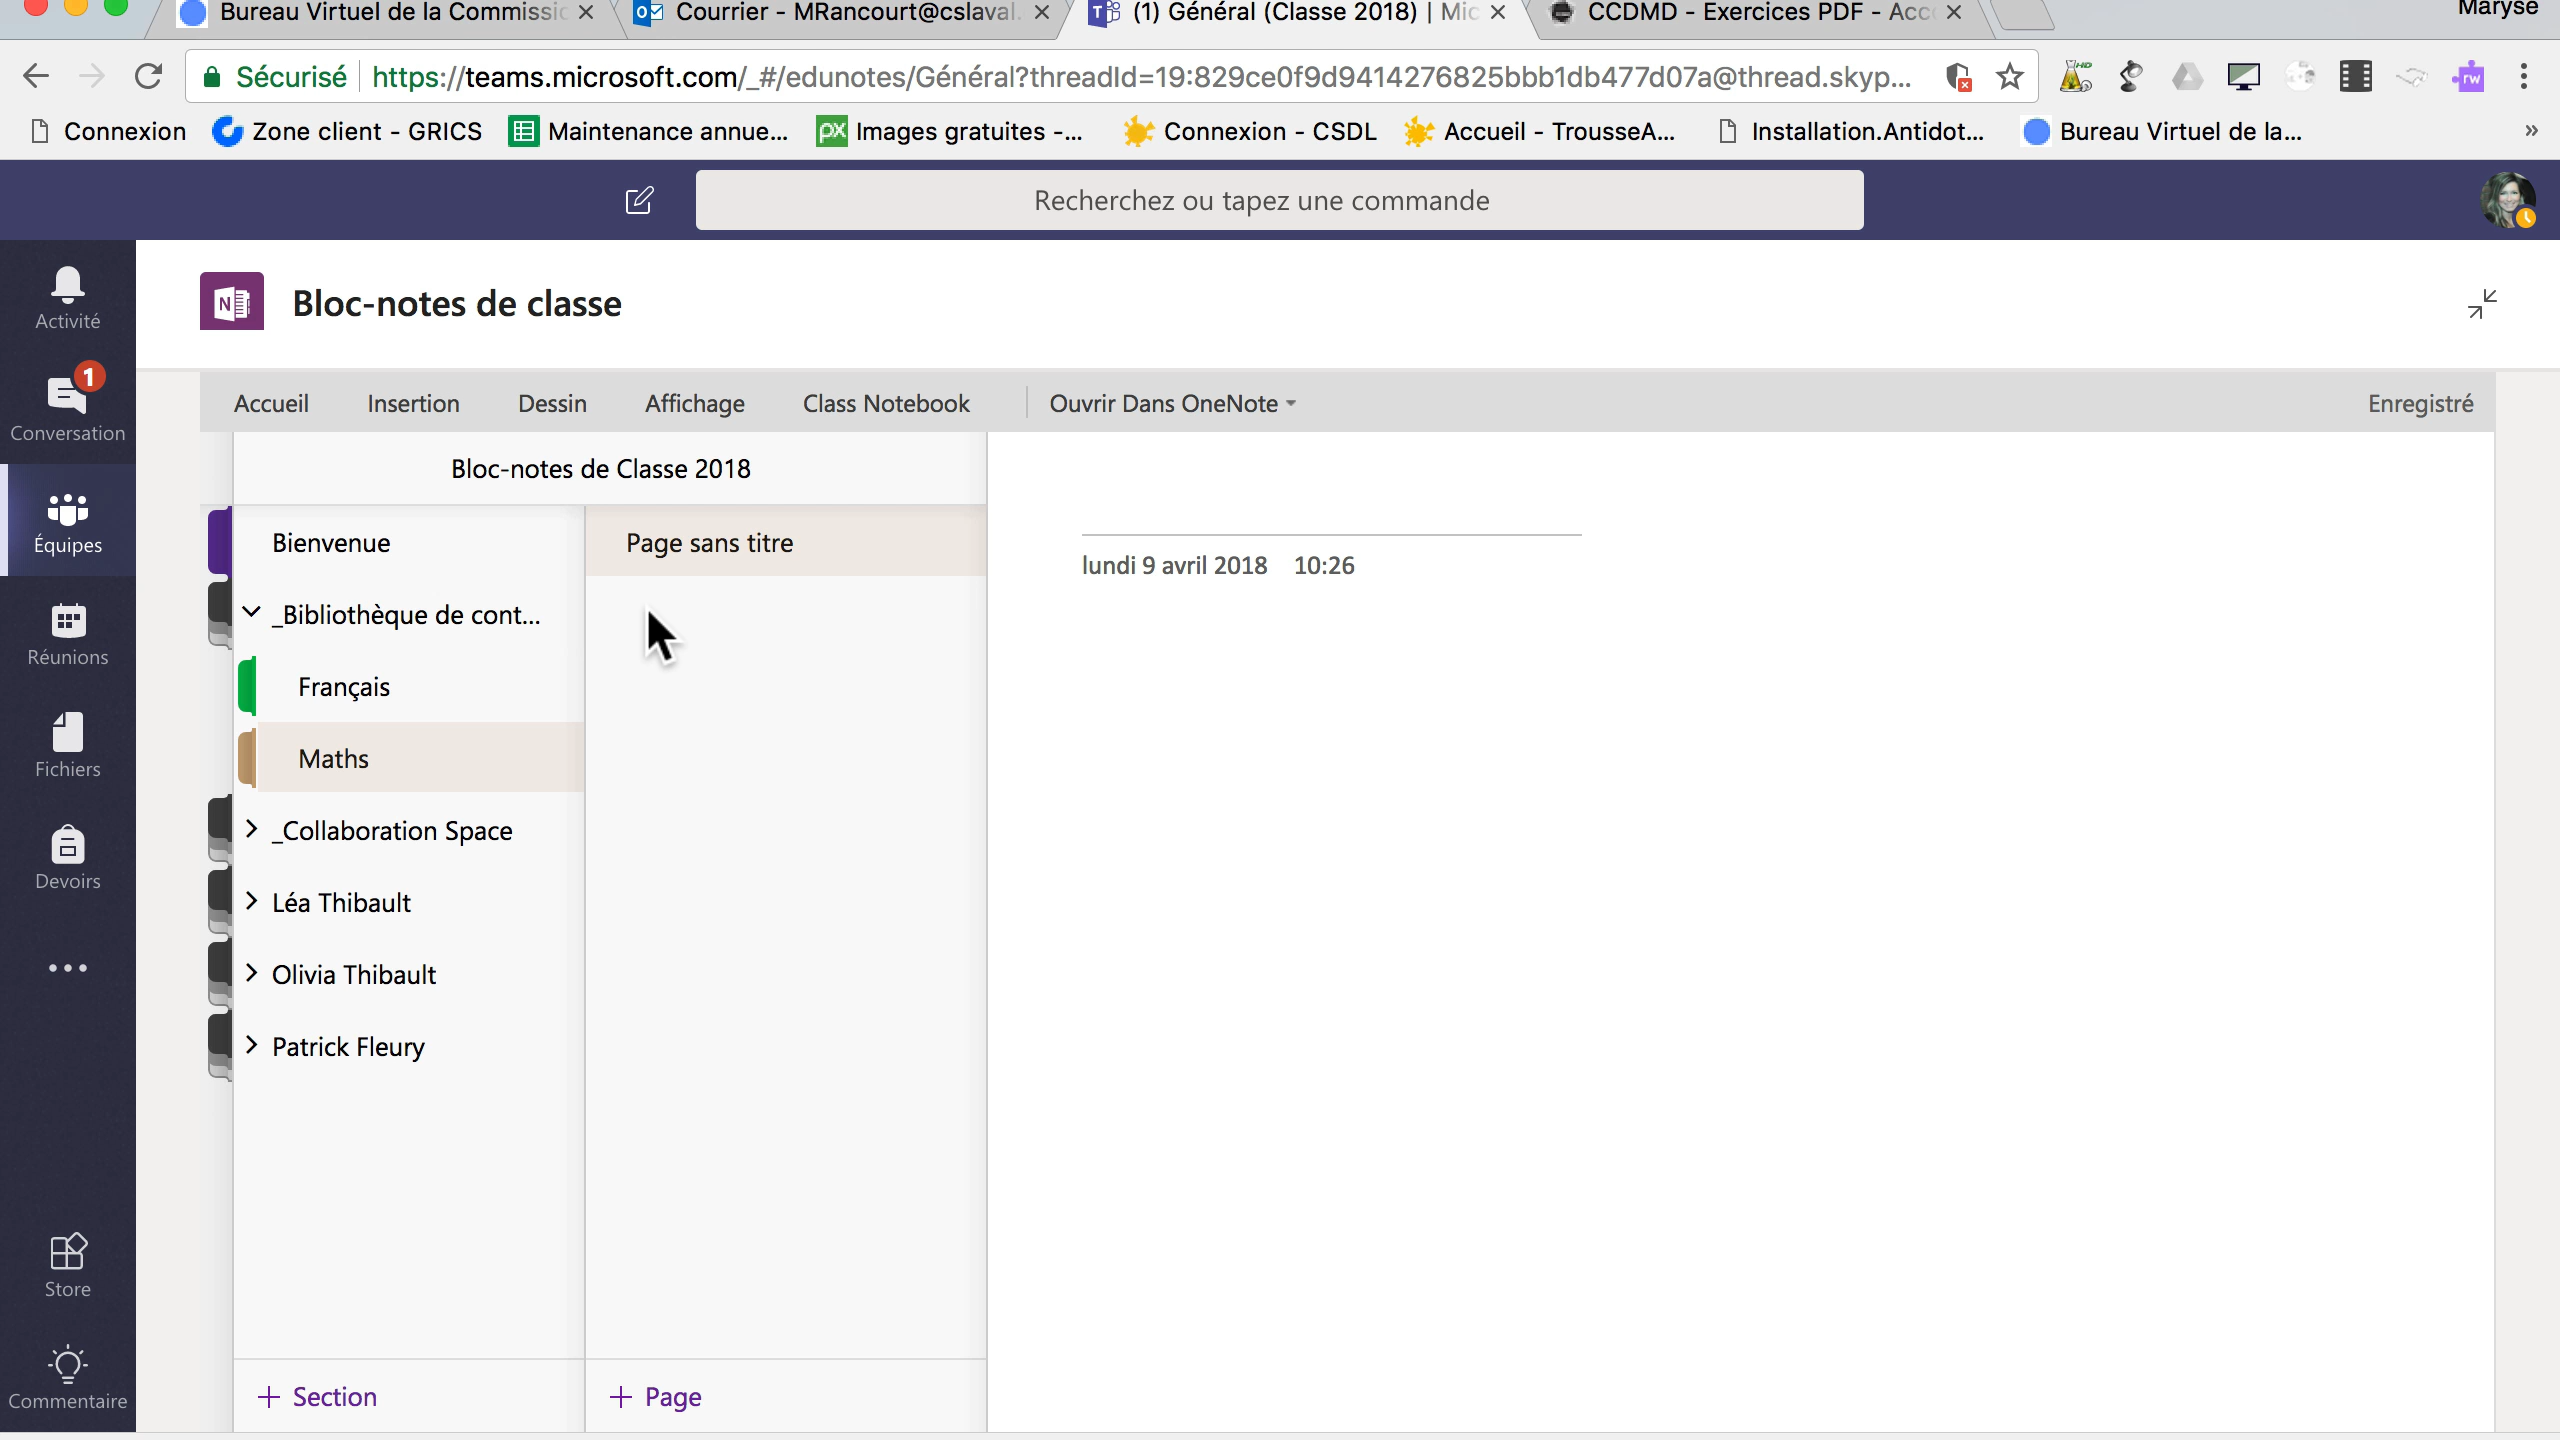 Bureau Virtuel de la Commissic
Courrier - MRancourt@cslaval.
(1) Général (Classe 2018) | Mic
CCDMD - Exercices PDF - Acc
Maryse
Sécurisé
https://teams.microsoft.com/_#/edunotes/Général?threadId=19:829ce0f9d9414276825bbb1db477d07a@thread.skyp...
Connexion
Zone client - GRICS
Maintenance annue...
Images gratuites -...
Connexion - CSDL
Accueil - TrousseA...
Installation.Antidot...
Bureau Virtuel de la...
»
Recherchez ou tapez une commande
Activité
1
Conversation
Équipes
Réunions
Fichiers
Devoirs
Store
Commentaire
Bloc-notes de classe
Accueil
Insertion
Dessin
Affichage
Class Notebook
Ouvrir Dans OneNote
Enregistré
Bloc-notes de Classe 2018
Bienvenue
_Bibliothèque de cont...
Français
Maths
_Collaboration Space
Léa Thibault
Olivia Thibault
Patrick Fleury
+ Section
Page sans titre
+ Page
lundi 9 avril 2018 10:26